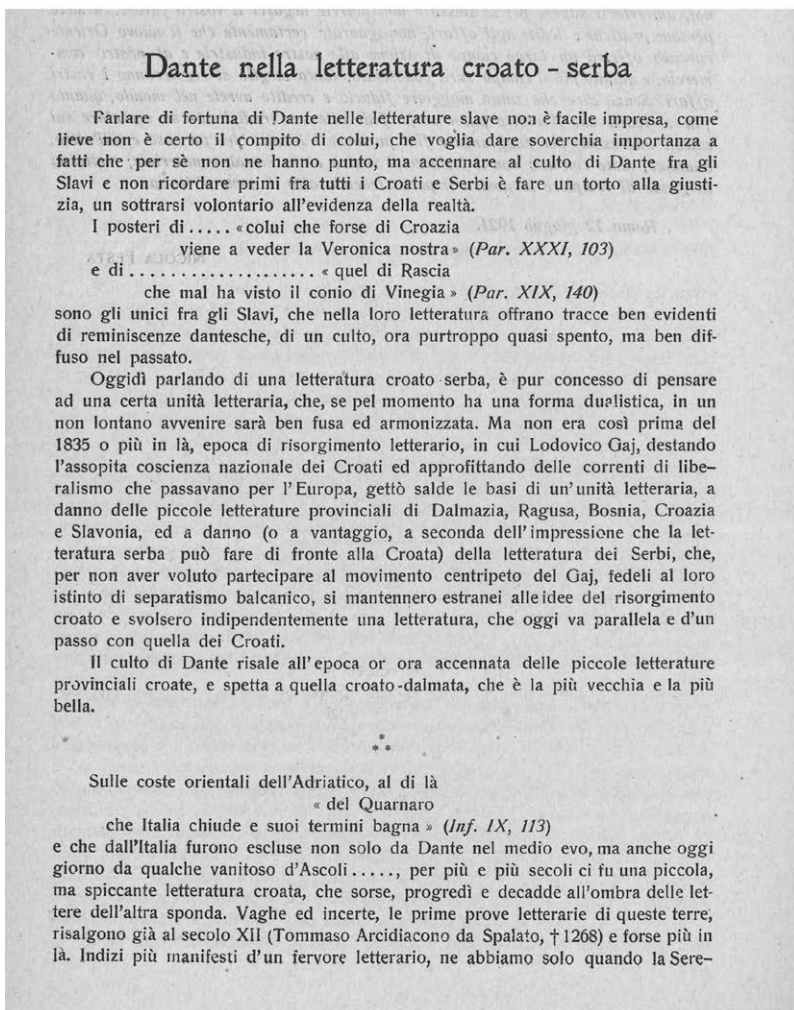 Dante nella letteratura croato - serba
Farlare di fortuna di Dante nelle letterature slave non è facile impresa, come
lieve non è certo il compito di colui, che voglia dare soverchia importanza a
fatti che per sè non ne hanno punto, ma accennare al culto di Dante fra gli
Slavi e non ricordare primi fra tutti i Croati e Serbi è fare un torto alla giusti-
zia, un sottrarsi volontario all'evidenza della realtà.
I posteri di ..... «colui che forse di Croazia
viene a veder la Veronica nostra» (Par. XXXI, 103)
e di .................... « quel di Rascia
che mal ha visto il conio di Vinegia » (Par. XIX, 140)
sono gli unici fra gli Slavi, che nella loro letteratura offrano tracce ben evidenti
di reminiscenze dantesche, di un culto, ora purtroppo quasi spento, ma ben dif-
fuso nel passato.
Oggidì parlando di una letteratura croato serba, è pur concesso di pensare
ad una certa unità letteraria, che, se pel momento ha una forma dualistica, in un
non lontano avvenire sarà ben fusa ed armonizzata. Ma non era così prima del
1835 o più in là, epoca di risorgimento letterario, in cui Lodovico Gaj, destando
l'assopita coscienza nazionale dei Croati ed approfittando delle correnti di libe-
ralismo che passavano per l'Europa, gettò salde le basi di un'unità letteraria, a
danno delle piccole letterature provinciali di Dalmazia, Ragusa, Bosnia, Croazia
e Slavonia, ed a danno (o a vantaggio, a seconda dell'impressione che la let-
teratura serba può fare di fronte alla Croata) della letteratura dei Serbi, che,
per non aver voluto partecipare al movimento centripeto del Gaj, fedeli al loro
istinto di separatismo balcanico, si mantennero estranei alle idee del risorgimento
croato e svolsero indipendentemente una letteratura, che oggi va parallela e d'un
passo con quella dei Croati.
Il culto di Dante risale all'epoca or ora accennata delle piccole letterature
provinciali croate, e spetta a quella croato-dalmata, che è la più vecchia e la più
bella.
*
* *
Sulle coste orientali dell'Adriatico, al di là
« del Quarnaro
che Italia chiude e suoi termini bagna » (Inf. IX, 113)
e che dall'Italia furono escluse non solo da Dante nel medio evo, ma anche oggi
giorno da qualche vanitoso d'Ascoli ....., per più e più secoli ci fu una piccola,
ma spiccante letteratura croata, che sorse, progredì e decadde all'ombra delle let-
tere dell'altra sponda. Vaghe ed incerte, le prime prove letterarie di queste terre,
risalgono già al secolo XII (Tommaso Arcidiacono da Spalato, † 1268) e forse più in
là. Indizi più manifesti d'un fervore letterario, ne abbiamo solo quando la Sere-